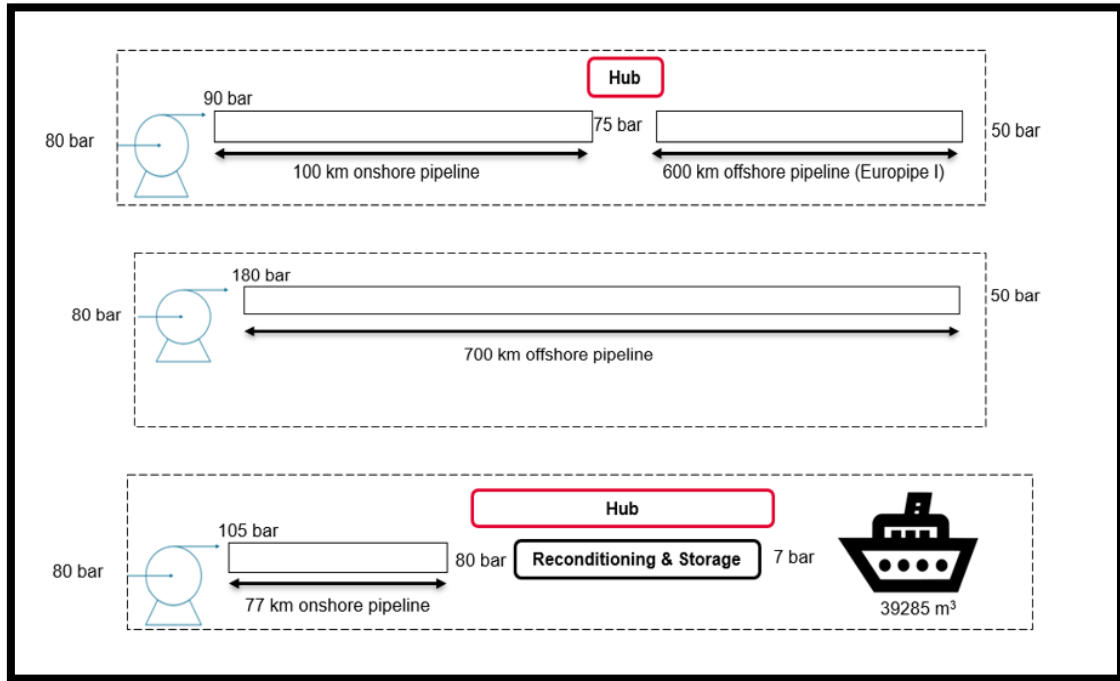 Hub
90 bar
80 bar
75 bar
50 bar
100 km onshore pipeline
600 km offshore pipeline (Europipe I)
180 bar
80 bar
50 bar
700 km offshore pipeline
Hub
105 bar
80 bar
80 bar
Reconditioning & Storage
7 bar
77 km onshore pipeline
39285 m³